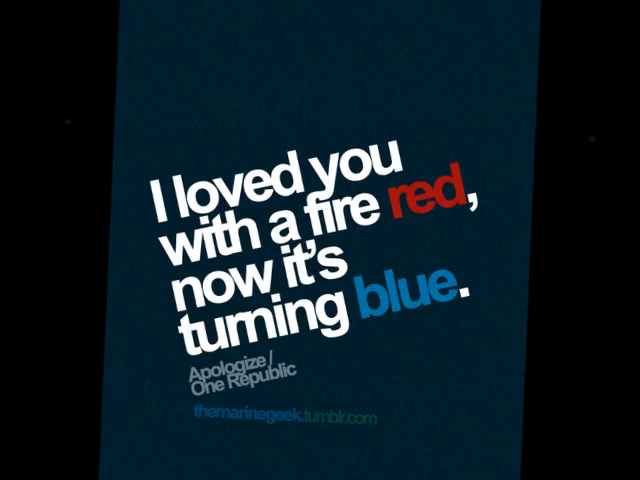 I loved you
with a fire red,
now it's
turning blue.
Apologize /
One Republic
themarinegeek.tumblr.com